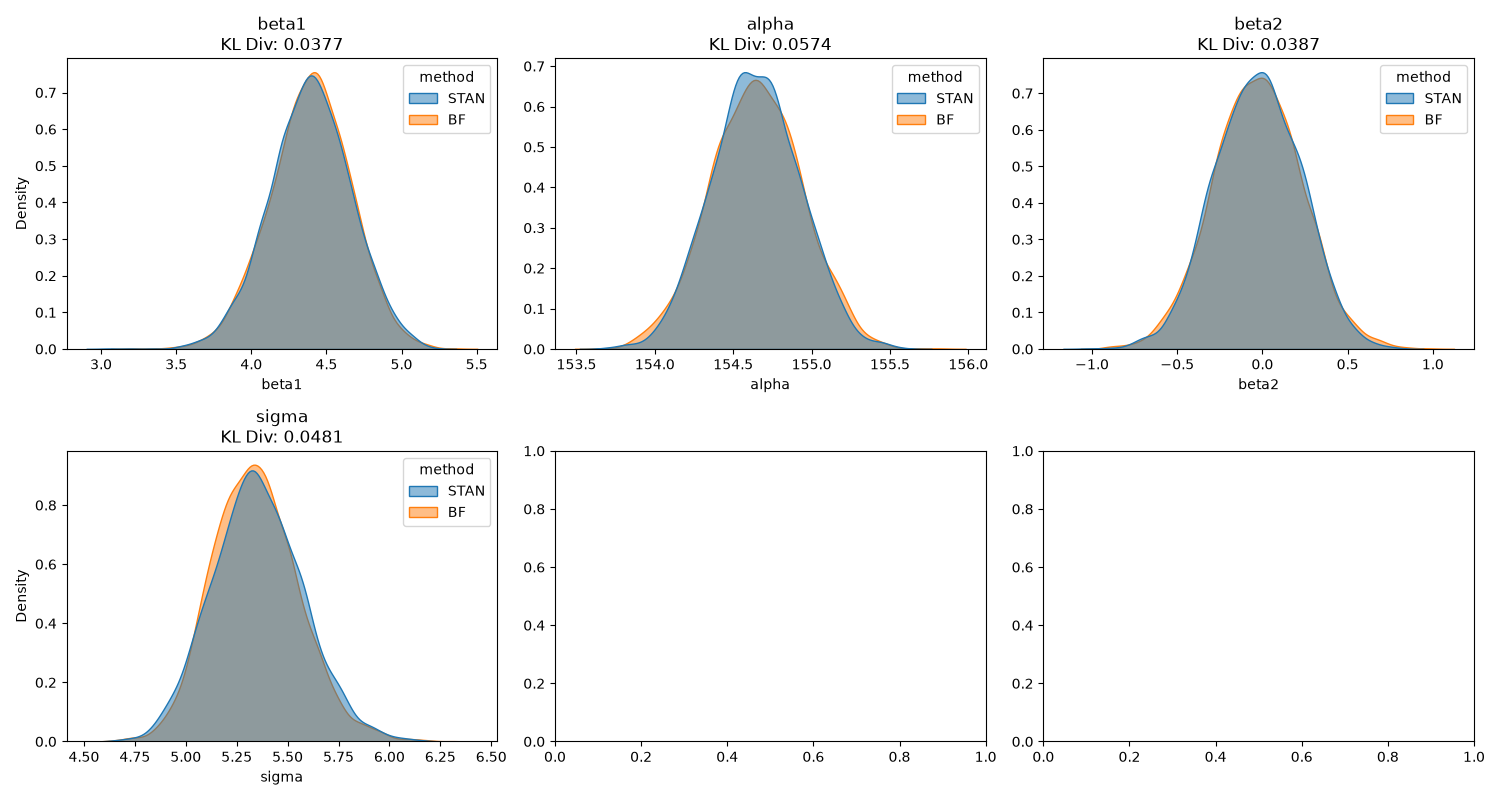 beta1
KL Div: 0.0377
Density
0.7
0.6
0.5
0.4
0.3
0.2
0.1
0.0
method
STAN
BF
3.0 3.5 4.0 4.5 5.0 5.5
beta1
alpha
KL Div: 0.0574
0.7
0.6
0.5
0.4
0.3
0.2
0.1
0.0
method
STAN
BF
153.5 154.0 154.5 155.0 155.5 156.0
alpha
beta2
KL Div: 0.0387
0.7
0.6
0.5
0.4
0.3
0.2
0.1
0.0
method
STAN
BF
−1.0 −0.5 0.0 0.5 1.0
beta2
sigma
KL Div: 0.0481
Density
0.8
0.6
0.4
0.2
0.0
method
STAN
BF
4.50 4.75 5.00 5.25 5.50 5.75 6.00 6.25 6.50
sigma
1.0
0.8
0.6
0.4
0.2
0.0
0.0 0.2 0.4 0.6 0.8 1.0
1.0
0.8
0.6
0.4
0.2
0.0
0.0 0.2 0.4 0.6 0.8 1.0